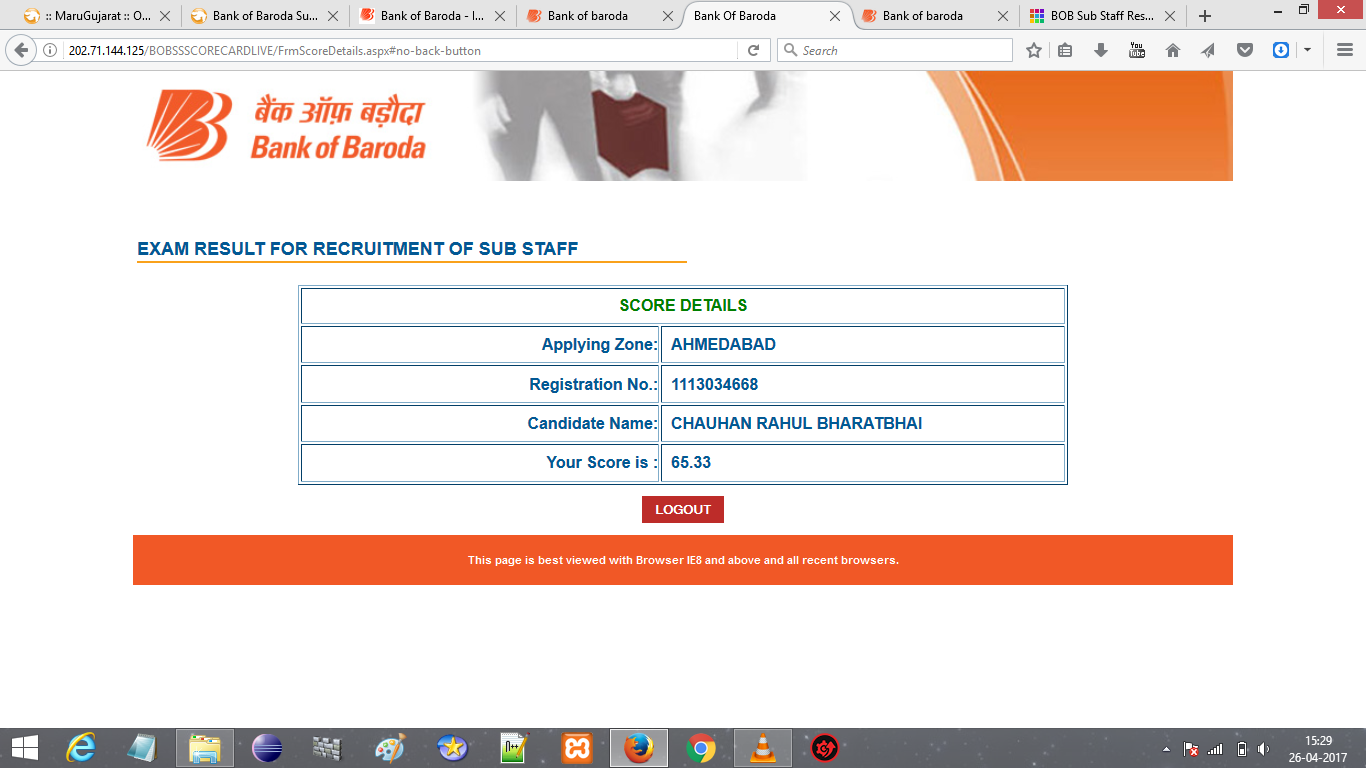 :: MaruGujarat :: O...
Bank of Baroda Su...
Bank of Baroda - I...
Bank of baroda
Bank Of Baroda
Bank of baroda
BOB Sub Staff Res...
202.71.144.125/BOBSSSCORECARDLIVE/FrmScoreDetails.aspx#no-back-button
Search
You Tube
बैंक ऑफ़ बड़ौदा
Bank of Baroda
EXAM RESULT FOR RECRUITMENT OF SUB STAFF
SCORE DETAILS
Applying Zone: AHMEDABAD
Registration No.: 1113034668
Candidate Name: CHAUHAN RAHUL BHARATBHAI
Your Score is : 65.33
LOGOUT
This page is best viewed with Browser IE8 and above and all recent browsers.
15:29
26-04-2017